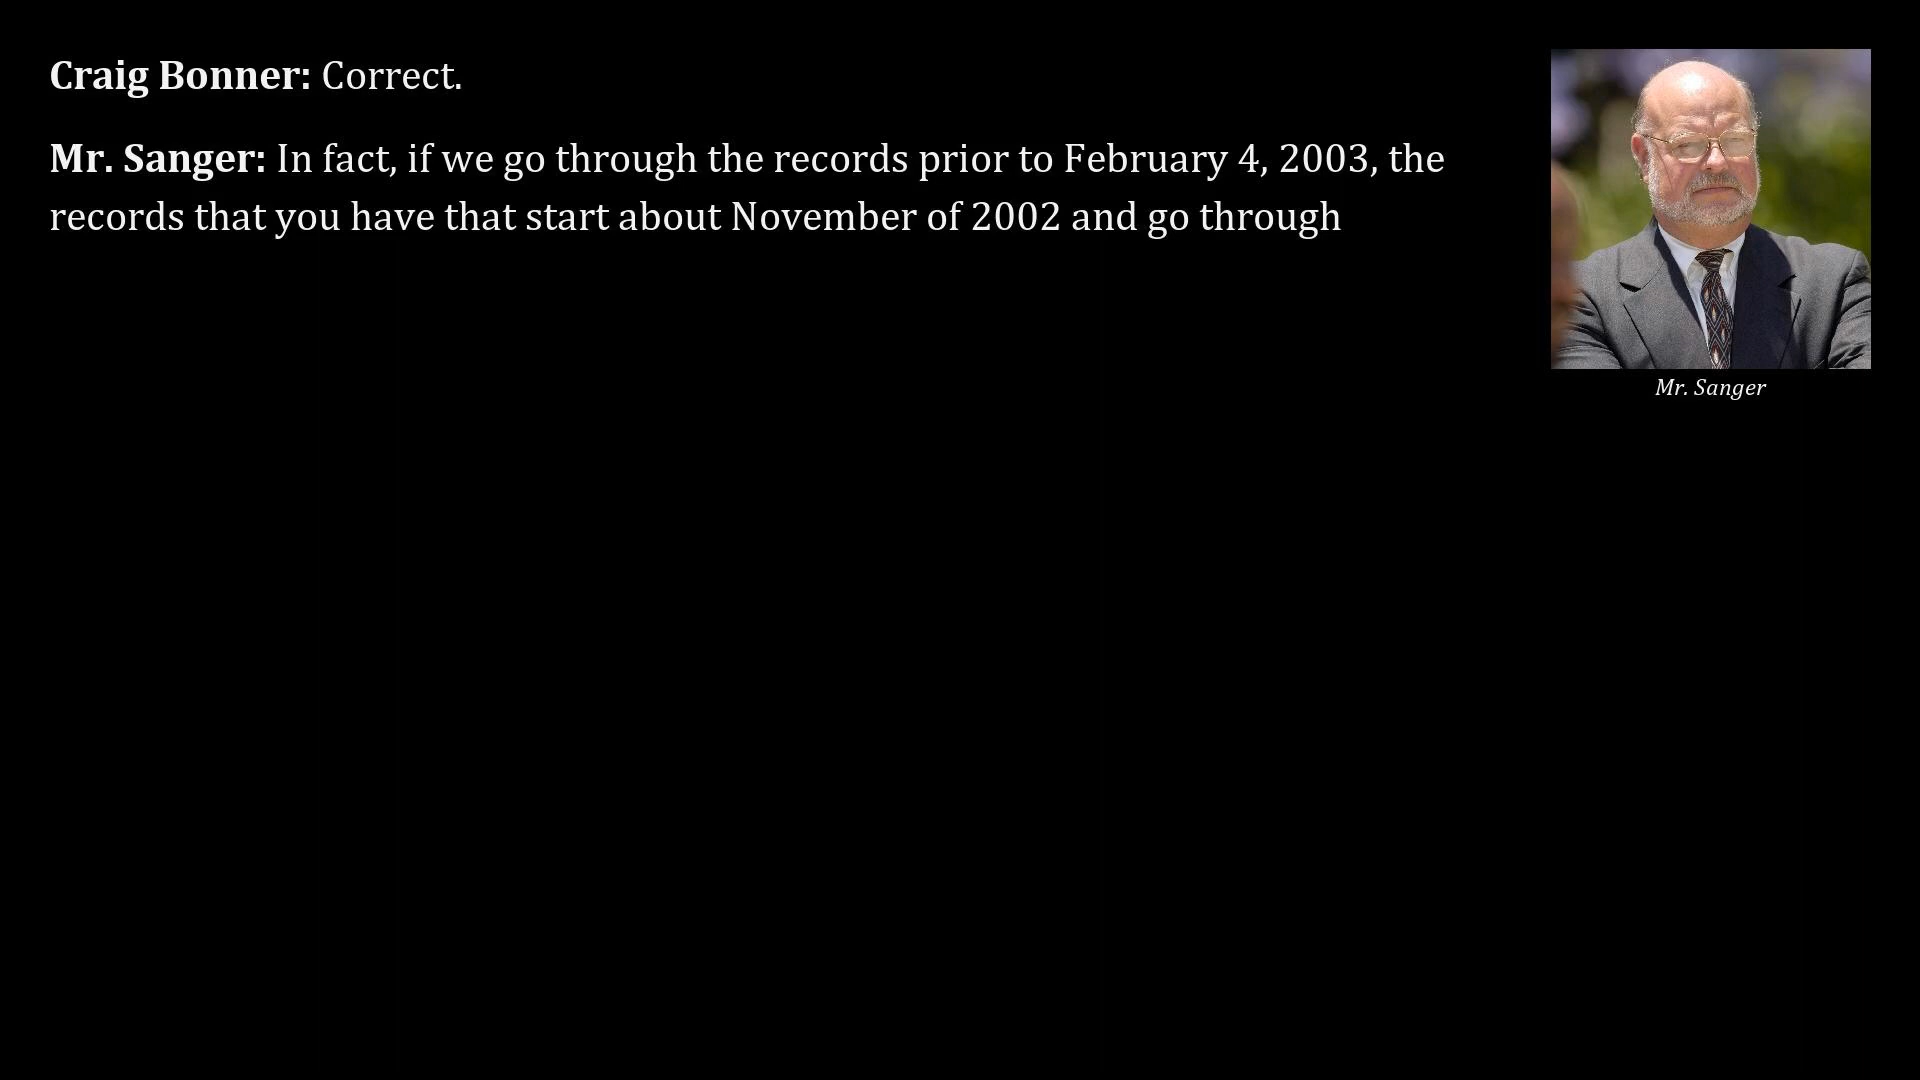 Craig Bonner: Correct.
Mr. Sanger: In fact, if we go through the records prior to February 4, 2003, the
records that you have that start about November of 2002 and go through
Mr. Sanger